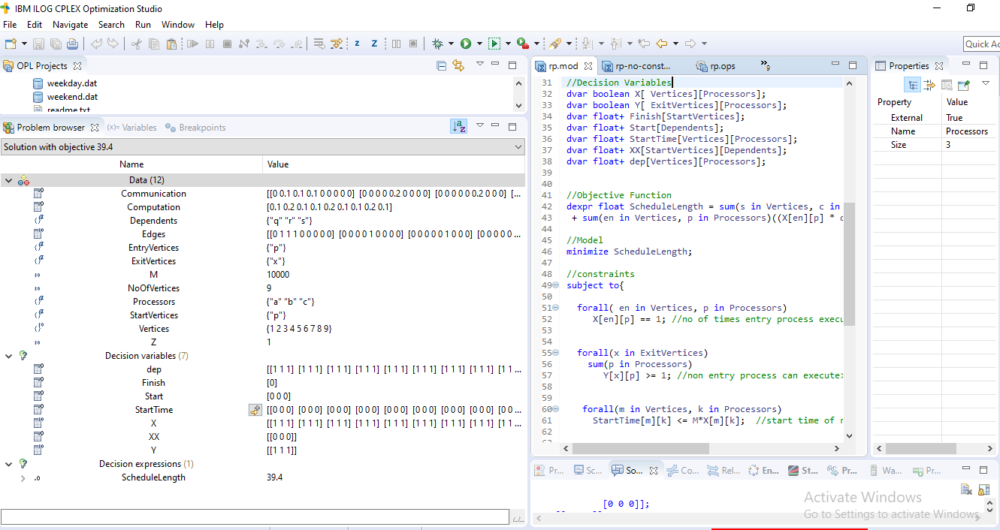 IBM ILOG CPLEX Optimization Studio
File Edit Navigate Search Run Window Help
Quick Ac
OPL Projects
weekday.dat
weekend.dat
readme.txt
Problem browser (x)= Variables Breakpoints
Solution with objective 39.4
Name Value
Data (12)
Communication [[0 0.1 0.1 0.1 0 0 0 0 0] [0 0 0 0 0.2 0 0 0 0] [0 0 0 0 0 0.2 0 0 0] [...
Computation [0.1 0.2 0.1 0.1 0.2 0.1 0.1 0.2 0.1]
Dependents {"q" "r" "s"}
Edges [[0 1 1 1 0 0 0 0 0] [0 0 0 0 1 0 0 0 0] [0 0 0 0 0 1 0 0 0] [0 0 0 0 0 ...
EntryVertices {"p"}
ExitVertices {"x"}
M 10000
NoOfVertices 9
Processors {"a" "b" "c"}
StartVertices {"p"}
Vertices {1 2 3 4 5 6 7 8 9}
Z 1
Decision variables (7)
dep [[1 1 1] [1 1 1] [1 1 1] [1 1 1] [1 1 1] [1 1 1] [1 1 1] [1 1 1] [1 1 ...
Finish [0]
Start [0 0 0]
StartTime [[0 0 0] [0 0 0] [0 0 0] [0 0 0] [0 0 0] [0 0 0] [0 0 0] [0 0 0] [0 0 ...
X [[1 1 1] [1 1 1] [1 1 1] [1 1 1] [1 1 1] [1 1 1] [1 1 1] [1 1 1] [1 1 ...
XX [[0 0 0]]
Y [[1 1 1]]
Decision expressions (1)
ScheduleLength 39.4
rp.mod rp-no-const... rp.ops »9
31 //Decision Variables
32 dvar boolean X[ Vertices][Processors];
33 dvar boolean Y[ ExitVertices][Processors];
34 dvar float+ Finish[StartVertices];
35 dvar float+ Start[Dependents];
36 dvar float+ StartTime[Vertices][Processors];
37 dvar float+ XX[StartVertices][Dependents];
38 dvar float+ dep[Vertices][Processors];
39
40
41 //Objective Function
42 dexpr float ScheduleLength = sum(s in Vertices, c in
43 + sum(en in Vertices, p in Processors)((X[en][p] *
44
45 //Model
46 minimize ScheduleLength;
47
48 //constraints
49 subject to{
50
51 forall( en in Vertices, p in Processors)
52 X[en][p] == 1; //no of times entry process execu
53
54
55 forall(x in ExitVertices)
56 sum(p in Processors)
57 Y[x][p] >= 1; //non entry process can execute>
58
59
60 forall(m in Vertices, k in Processors)
61 StartTime[m][k] <= M*X[m][k]; //start time of
62
Properties
Property Value
External True
Name Processors
Size 3
Pr... Sc... So... Co... Rel... En... St... Pr... Wa... Pr...
[0 0 0]];
Activate Windows
Go to Settings to activate Windows.